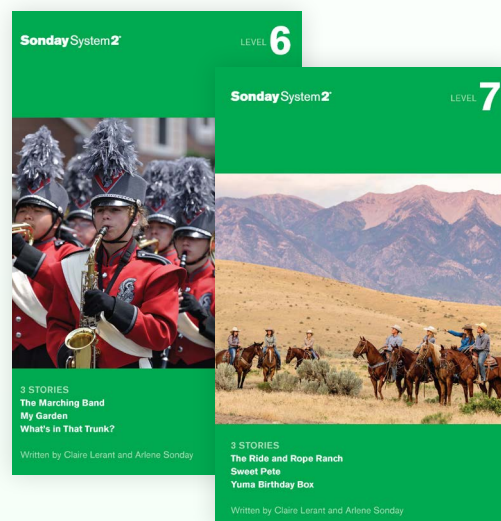 Sonday System 2®
LEVEL 6
3 STORIES
The Marching Band
My Garden
What's in That Trunk?
Written by Claire Lerant and Arlene Sonday
Sonday System 2®
LEVEL 7
3 STORIES
The Ride and Rope Ranch
Sweet Pete
Yuma Birthday Box
Written by Claire Lerant and Arlene Sonday